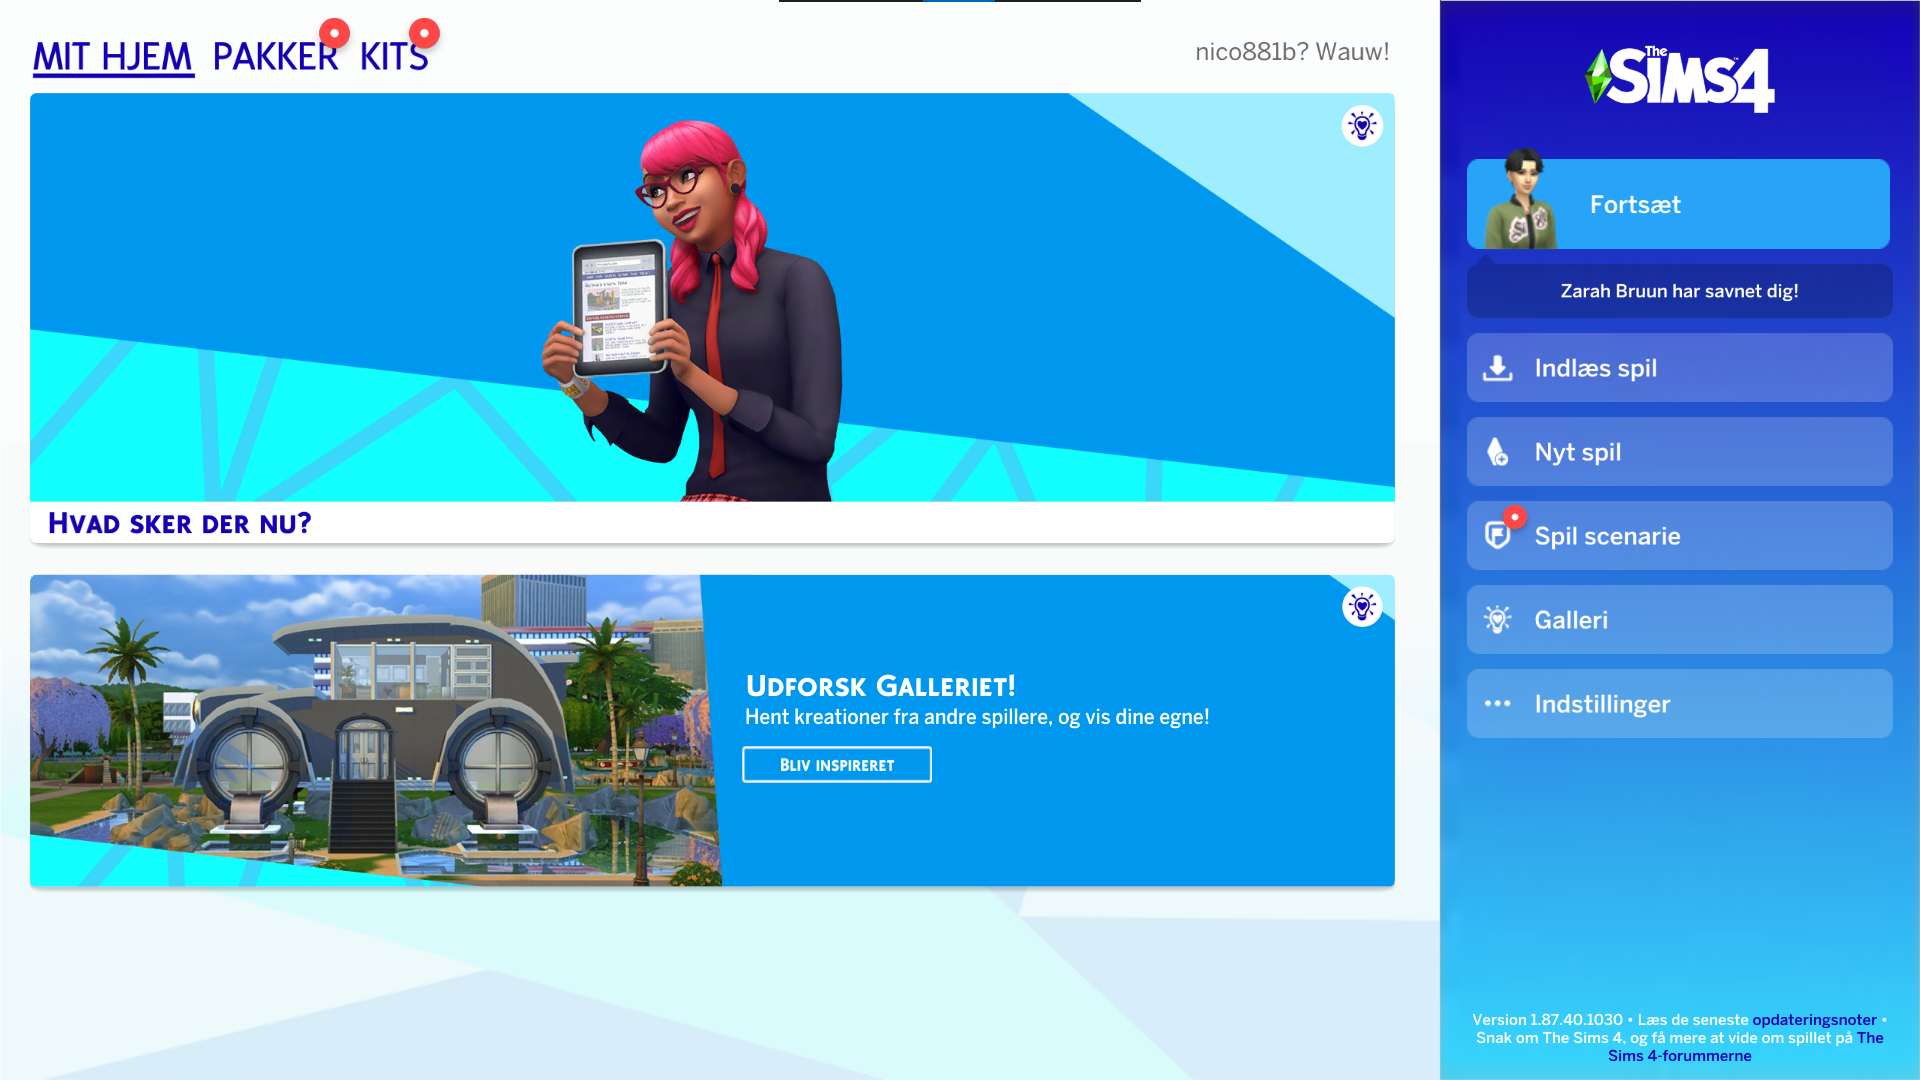 MIT HJEM PAKKER KITS
nico881b? Wauw!
The SIMS 4
Fortsæt
Zarah Bruun har savnet dig!
Indlæs spil
Nyt spil
Spil scenarie
Galleri
Indstillinger
HVAD SKER DER NU?
UDFORSK GALLERIET!
Hent kreationer fra andre spillere, og vis dine egne!
BLIV INSPIRERET
Version 1.87.40.1030 • Læs de seneste opdateringsnoter •
Snak om The Sims 4, og få mere at vide om spillet på The
Sims 4-forummerne